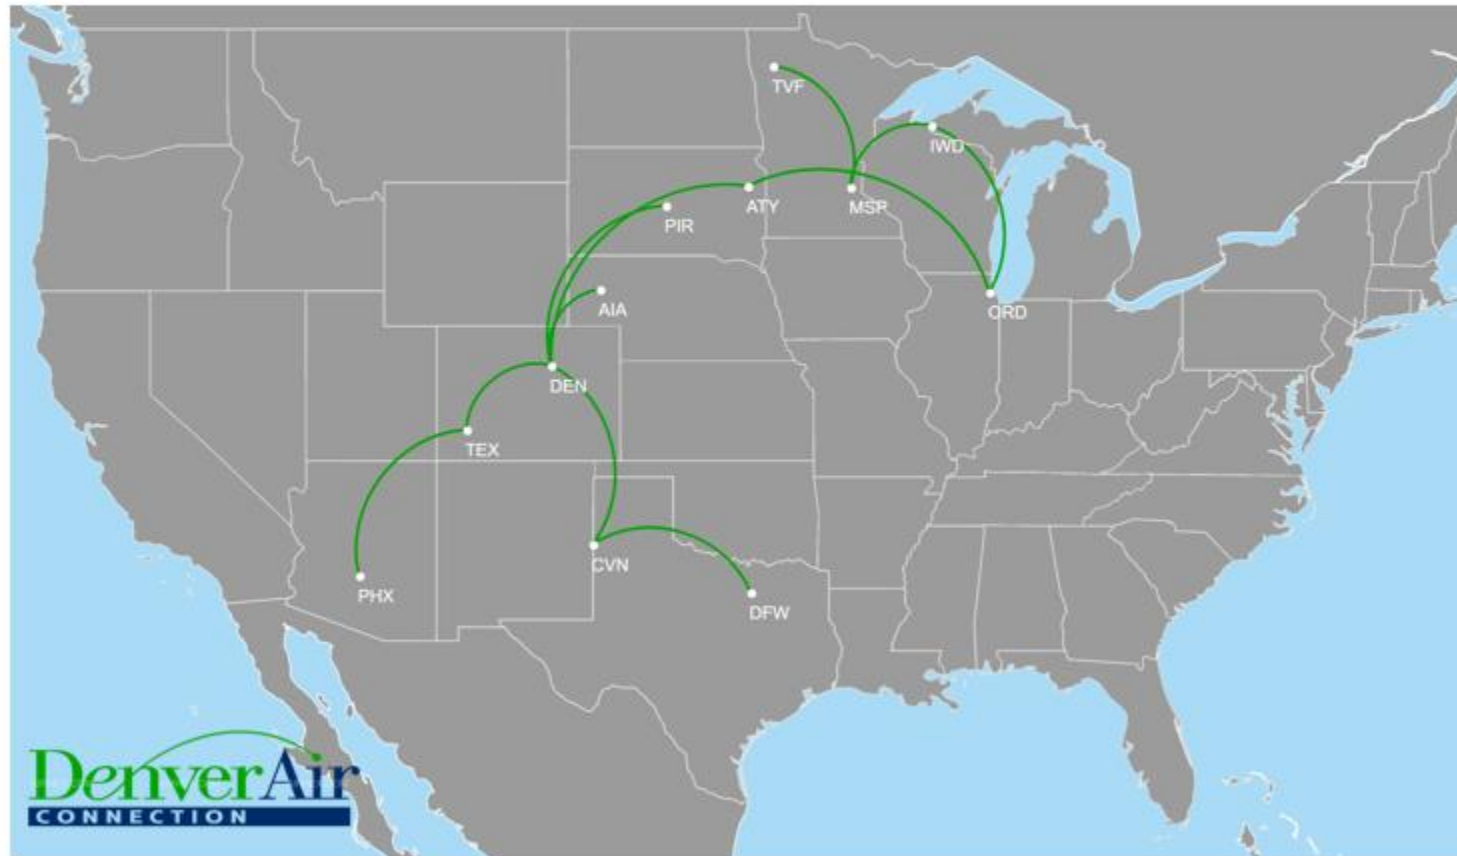 TVF
IWD
ATY
MSP
PIR
AIA
ORD
DEN
TEX
CVN
PHX
DFW
DenverAir
CONNECTION